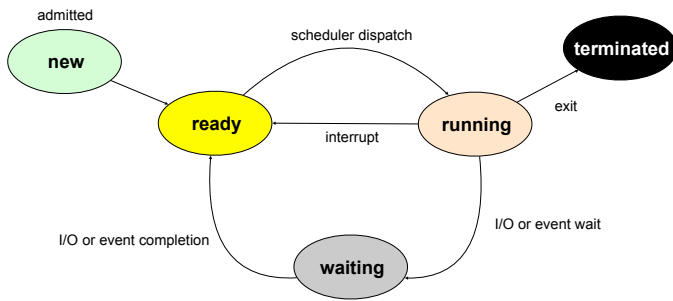 admitted
new
scheduler dispatch
terminated
ready
running
exit
interrupt
I/O or event completion
I/O or event wait
waiting